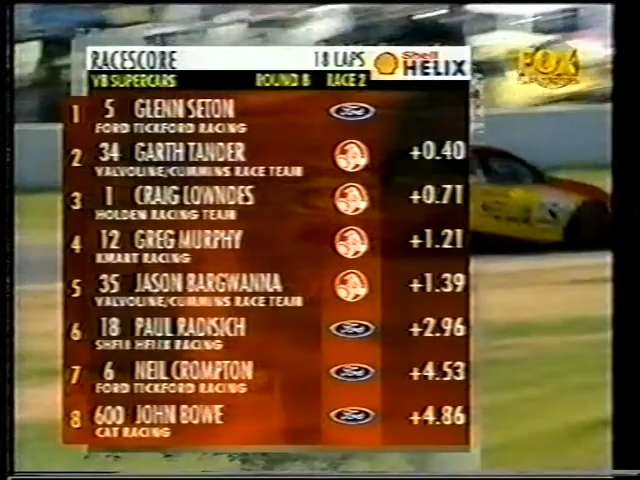 RACESCORE 18 LAPS Shell HELIX
V8 SUPERCARS ROUND 8 RACE 2
FOX
1 5 GLENN SETON Ford
FORD TICKFORD RACING
2 34 GARTH TANDER +0.40
VALVOLINE/CUMMINS RACE TEAM
3 1 CRAIG LOWNDES +0.71
HOLDEN RACING TEAM
4 12 GREG MURPHY +1.21
KMART RACING
5 35 JASON BARGWANNA +1.39
VALVOLINE/CUMMINS RACE TEAM
6 18 PAUL RADISICH Ford +2.96
SHELL HELIX RACING
7 6 NEIL CROMPTON Ford +4.53
FORD TICKFORD RACING
8 600 JOHN BOWE Ford +4.86
CAT RACING